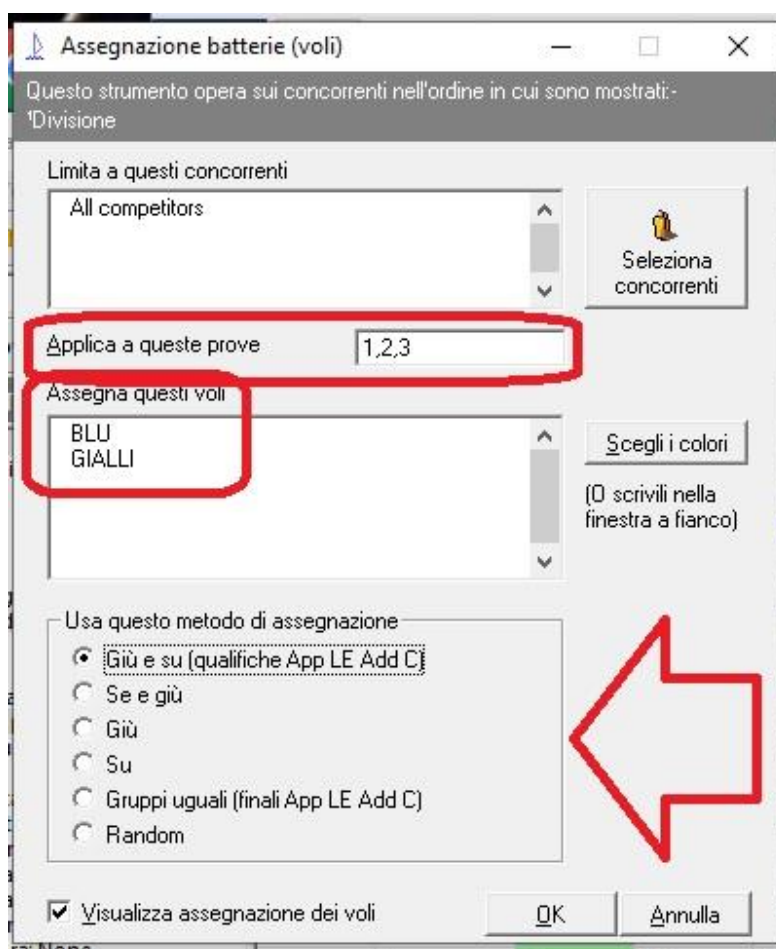 Assegnazione batterie (voli)
Questo strumento opera sui concorrenti nell'ordine in cui sono mostrati:-
'Divisione
Limita a questi concorrenti
All competitors
Seleziona
concorrenti
Applica a queste prove 1,2,3
Assegna questi voli
BLU
GIALLI
Scegli i colori
(O scrivili nella
finestra a fianco)
Usa questo metodo di assegnazione
Giù e su (qualifiche App LE Add C)
Se e giù
Giù
Su
Gruppi uguali (finali App LE Add C)
Random
Visualizza assegnazione dei voli
OK
Annulla